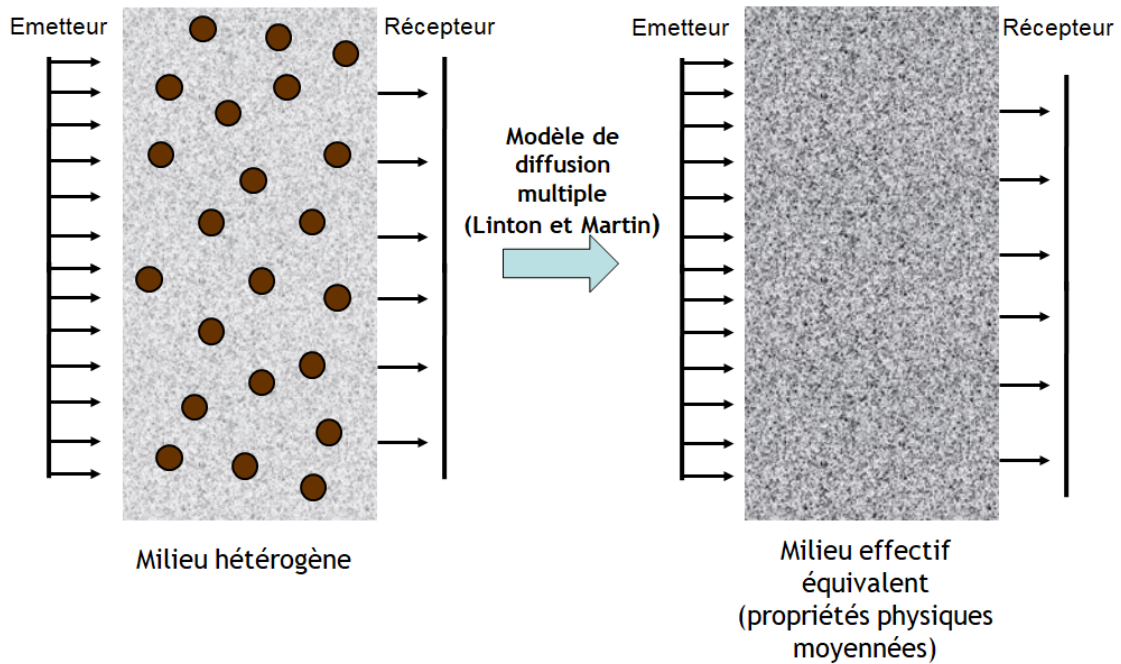 Emetteur
Récepteur
Modèle de
diffusion
multiple
(Linton et Martin)
Emetteur
Récepteur
Milieu hétérogène
Milieu effectif
équivalent
(propriétés physiques
moyennées)